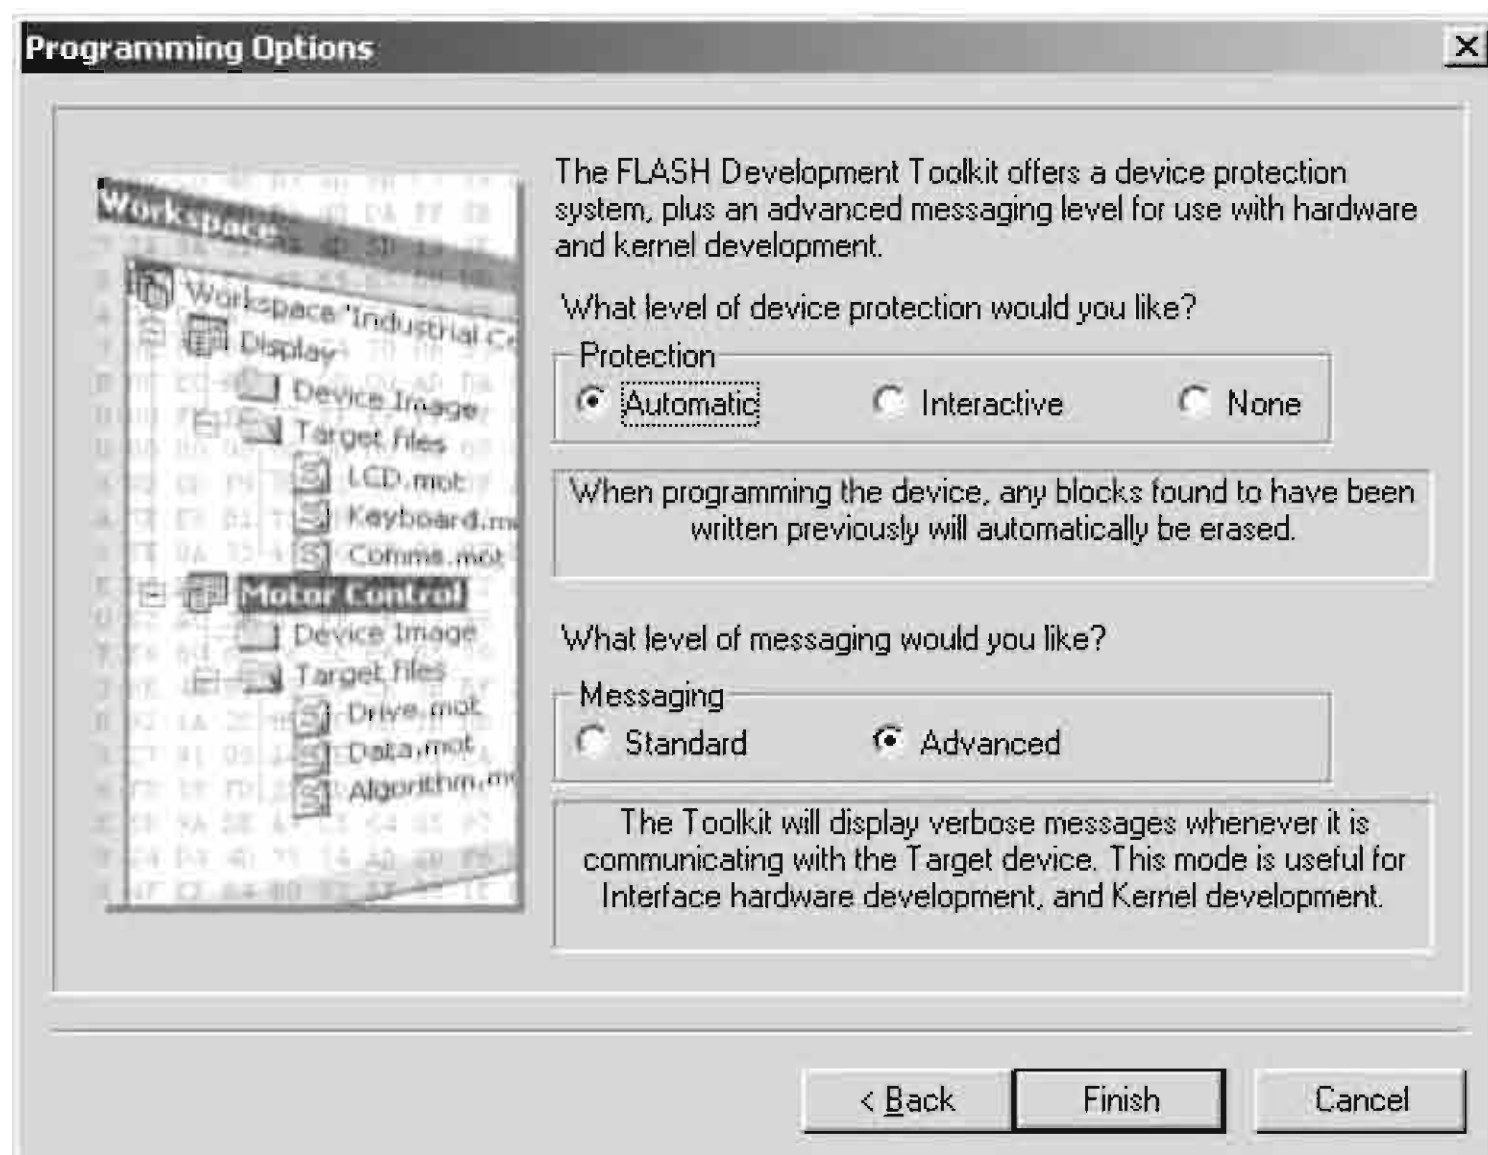 Programming Options
The FLASH Development Toolkit offers a device protection
system, plus an advanced messaging level for use with hardware
and kernel development.
What level of device protection would you like?
Protection
Automatic Interactive None
When programming the device, any blocks found to have been
written previously will automatically be erased.
What level of messaging would you like?
Messaging
Standard Advanced
The Toolkit will display verbose messages whenever it is
communicating with the Target device. This mode is useful for
Interface hardware development, and Kernel development.
Workspace
Workspace 'Industrial
Display
Device Image
Target files
LCD.mot
Keyboard.m
Comms.mot
Motor Control
Device Image
Target files
Drive.mot
Data.mot
Algorithm.m
< Back Finish Cancel